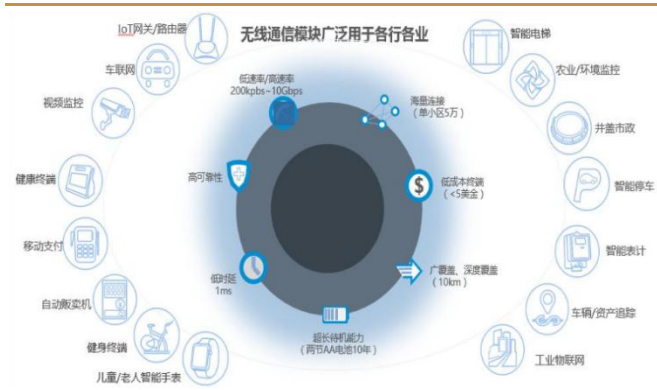 无线通信模块广泛用于各行各业
IoT网关/路由器
车联网
视频监控
健康终端
移动支付
自动贩卖机
健身终端
儿童/老人智能手表
低速率/高速率
200kpbs~10Gbps
高可靠性
低时延
1ms
超长待机能力
(两节AA电池10年)
海量连接
(单小区5万)
低成本终端
(<5美金)
广覆盖、深度覆盖
(10km)
智能电梯
农业/环境监控
井盖市政
智能停车
智能表计
车辆/资产追踪
工业物联网